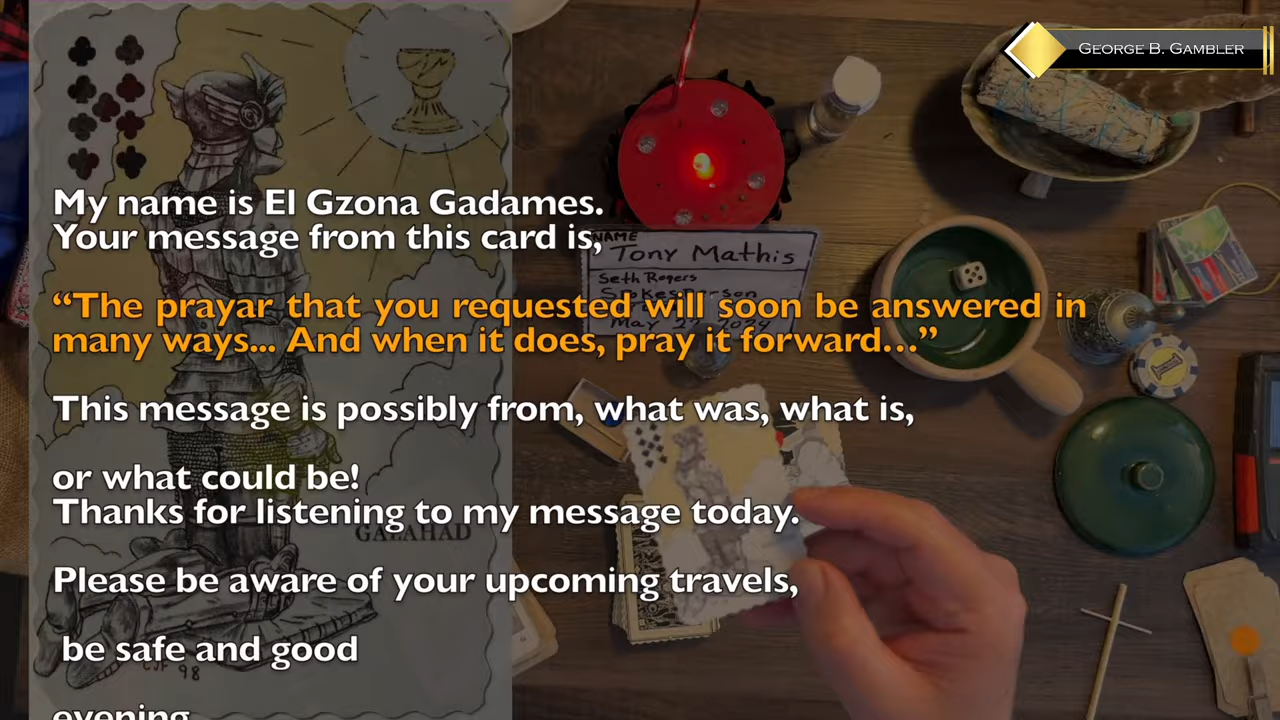 GEORGE B. GAMBLER
My name is El Gzona Gadames.
Your message from this card is,
NAME
Tony Mathis
Seth Rogers
Spokesperson
“The prayar that you requested will soon be answered in
many ways... And when it does, pray it forward…”
This message is possibly from, what was, what is,
or what could be!
Thanks for listening to my message today.
GALAHAD
Please be aware of your upcoming travels,
be safe and good
98
evening